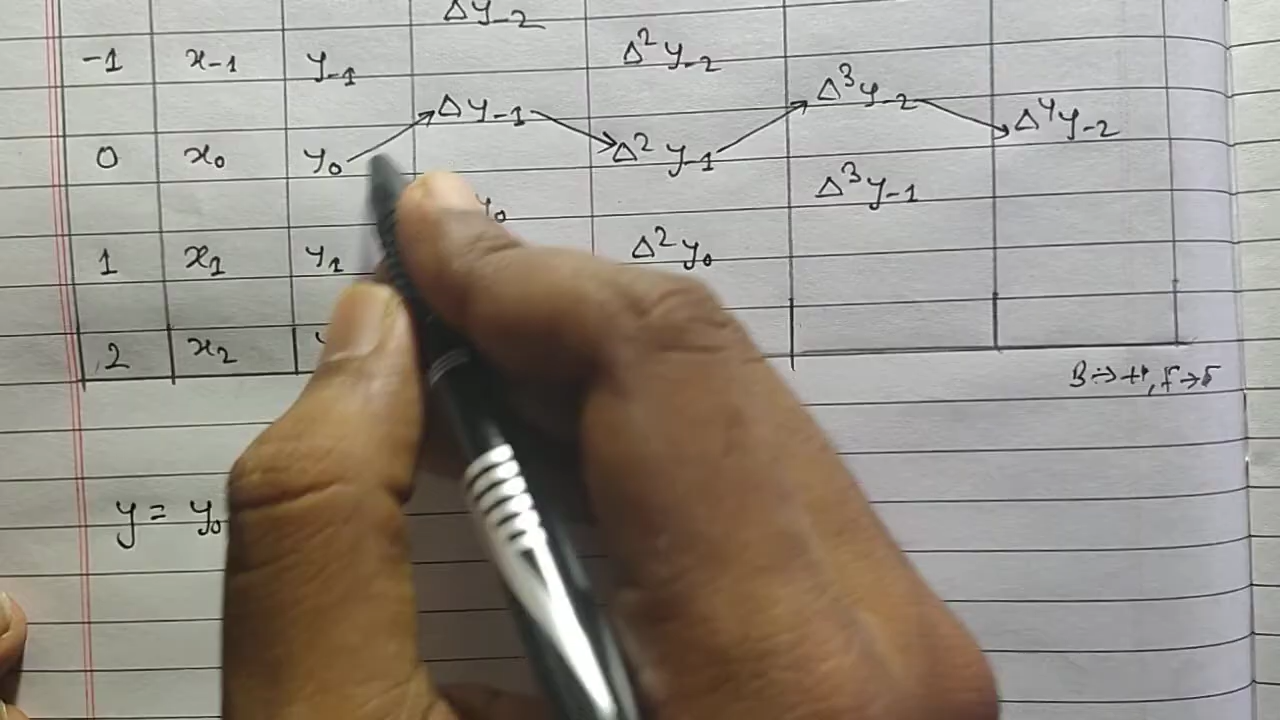 Δy₋₂
-1 x₋₁ y₋₁ Δ²y₋₂
Δy₋₁ Δ³y₋₂
0 x₀ y₀ Δ²y₋₁ Δ⁴y₋₂
y₀ Δ³y₋₁
1 x₁ y₁ Δ²y₀
2 x₂
y = y₀